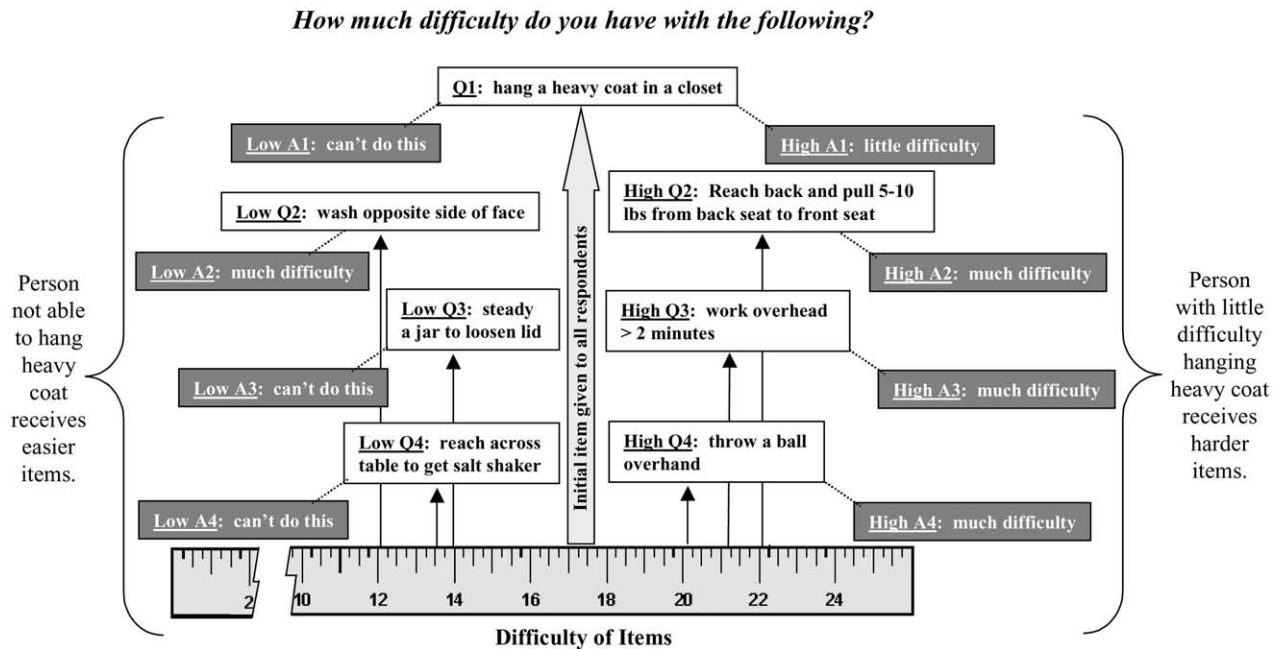 How much difficulty do you have with the following?
Q1: hang a heavy coat in a closet
Low A1: can't do this
High A1: little difficulty
Low Q2: wash opposite side of face
High Q2: Reach back and pull 5-10
lbs from back seat to front seat
Low A2: much difficulty
High A2: much difficulty
Person
not able
to hang
heavy
coat
receives
easier
items.
Low Q3: steady
a jar to loosen lid
Initial item given to all respondents
High Q3: work overhead
> 2 minutes
Person
with little
difficulty
hanging
heavy coat
receives
harder
items.
Low A3: can't do this
High A3: much difficulty
Low Q4: reach across
table to get salt shaker
High Q4: throw a ball
overhand
Low A4: can't do this
High A4: much difficulty
2 10 12 14 16 18 20 22 24
Difficulty of Items